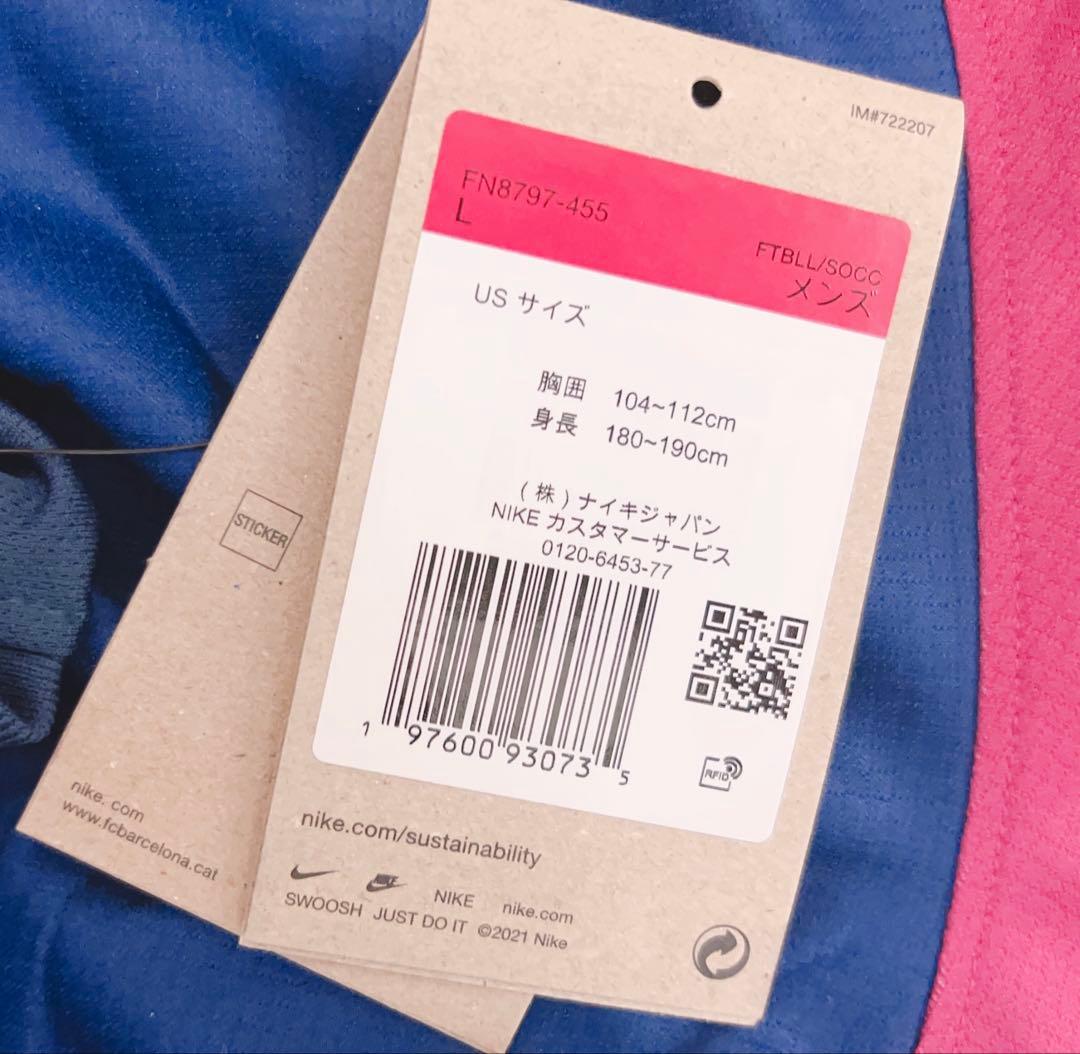 IM#722207
FN8797-455
L
FTBLL/SOCC
メンズ
US サイズ
胸囲 104~112cm
身長 180~190cm
(株)ナイキジャパン
NIKE カスタマーサービス
0120-6453-77
1 97600 93073 5
RFID
nike.com/sustainability
NIKE nike.com
SWOOSH JUST DO IT ©2021 Nike
STICKER
nike. com
www.fcbarcelona.cat